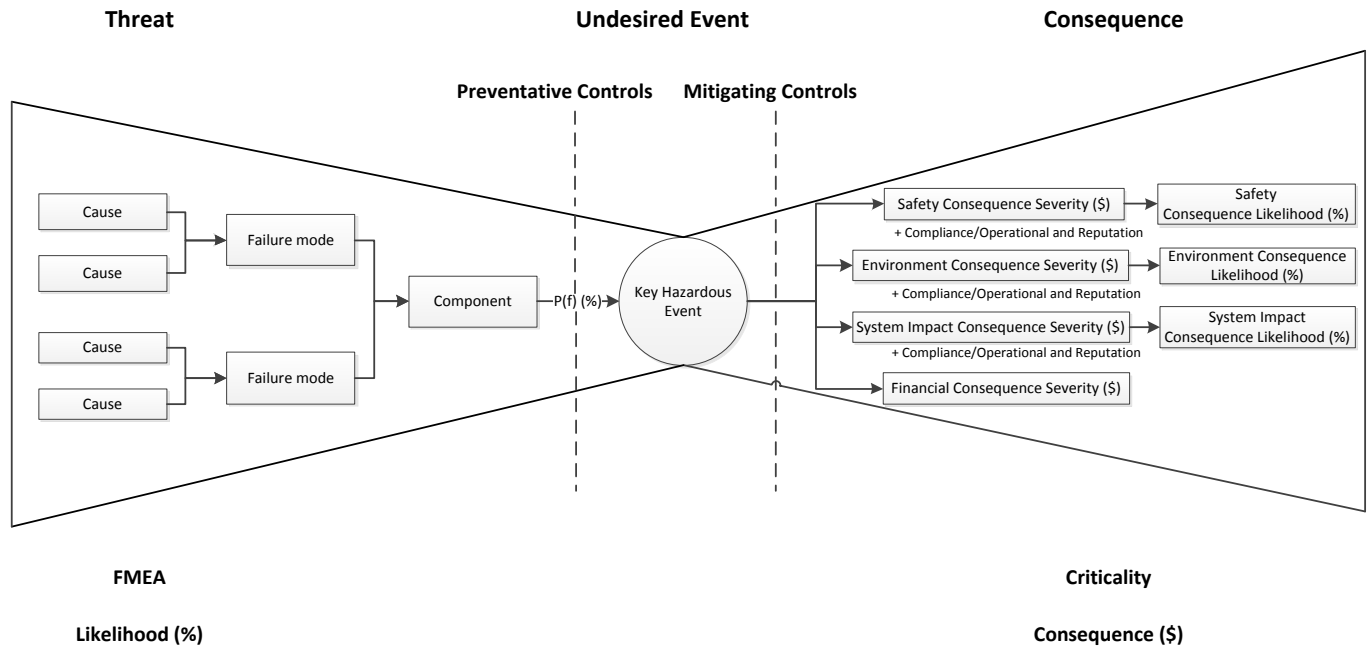 Threat
Undesired Event
Consequence
Preventative Controls
Mitigating Controls
Cause
Cause
Cause
Cause
Failure mode
Failure mode
Component
P(f) (%)
Key Hazardous
Event
Safety Consequence Severity ($)
+ Compliance/Operational and Reputation
Environment Consequence Severity ($)
+ Compliance/Operational and Reputation
System Impact Consequence Severity ($)
+ Compliance/Operational and Reputation
Financial Consequence Severity ($)
Safety
Consequence Likelihood (%)
Environment Consequence
Likelihood (%)
System Impact
Consequence Likelihood (%)
FMEA
Criticality
Likelihood (%)
Consequence ($)